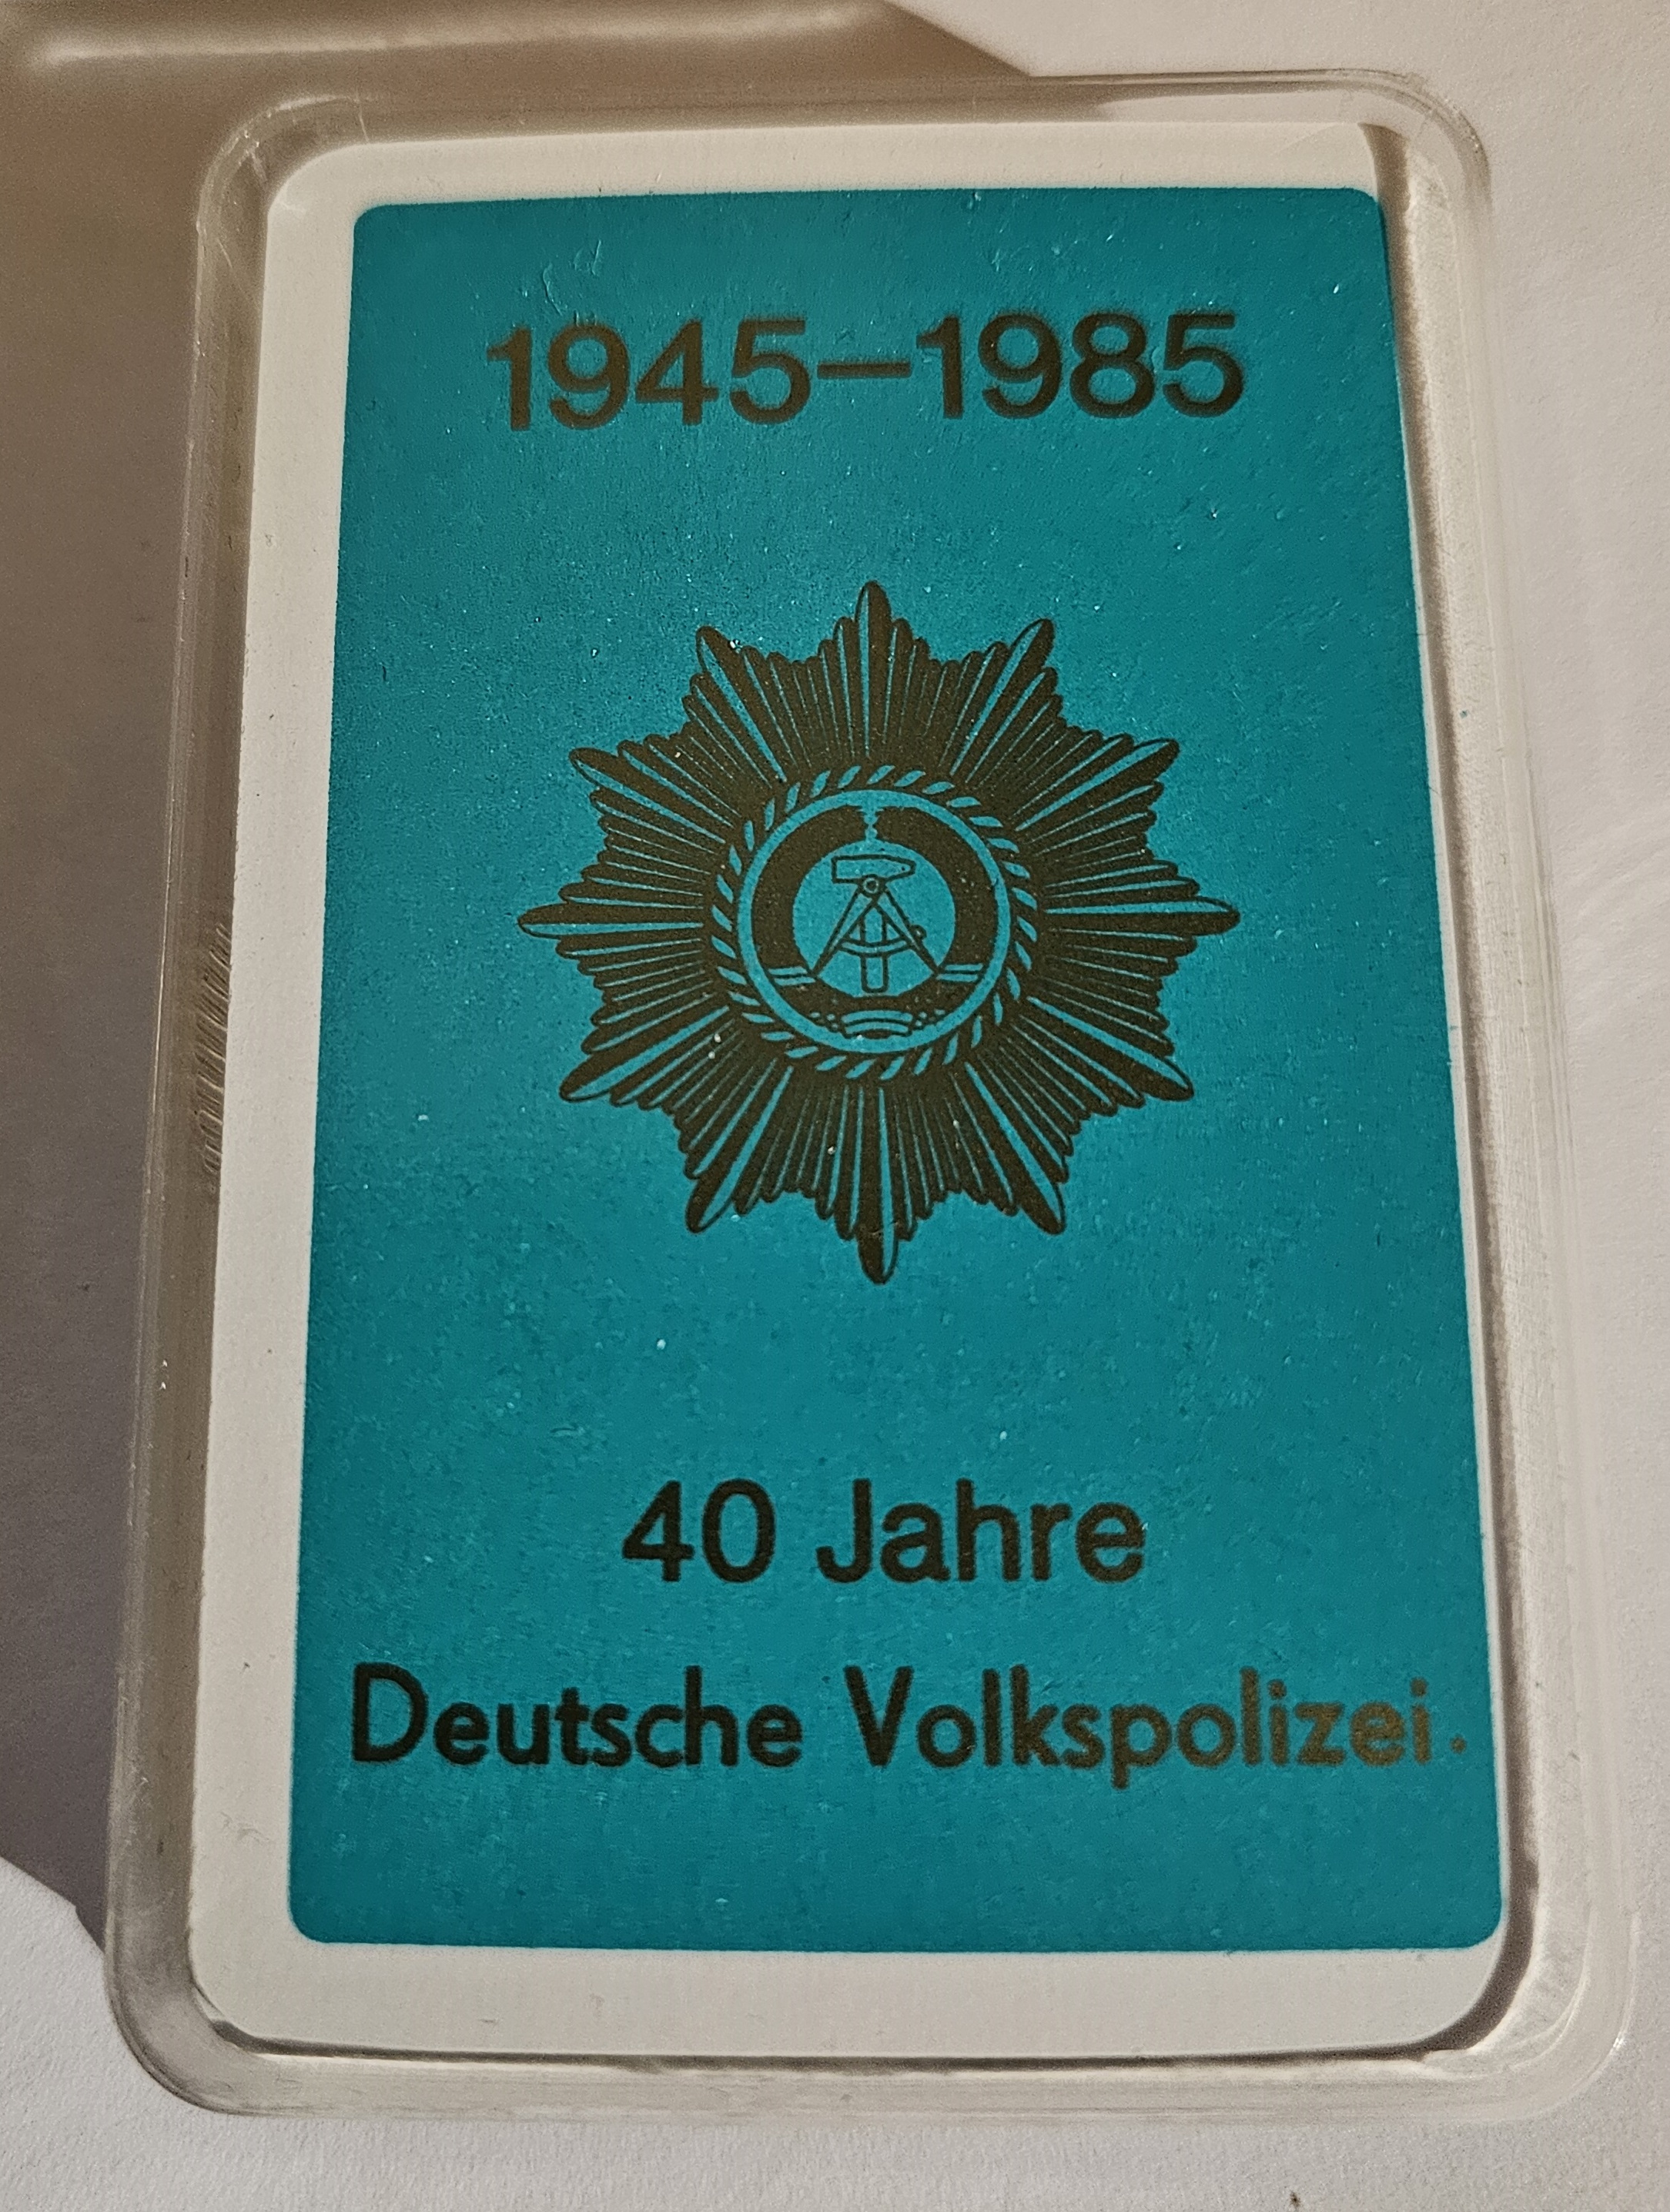 1945–1985
40 Jahre
Deutsche Volkspolizei.